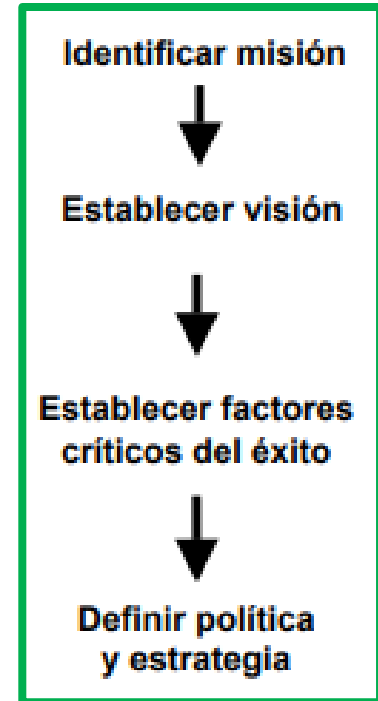 Identificar misión
Establecer visión
Establecer factores
críticos del éxito
Definir política
y estrategia